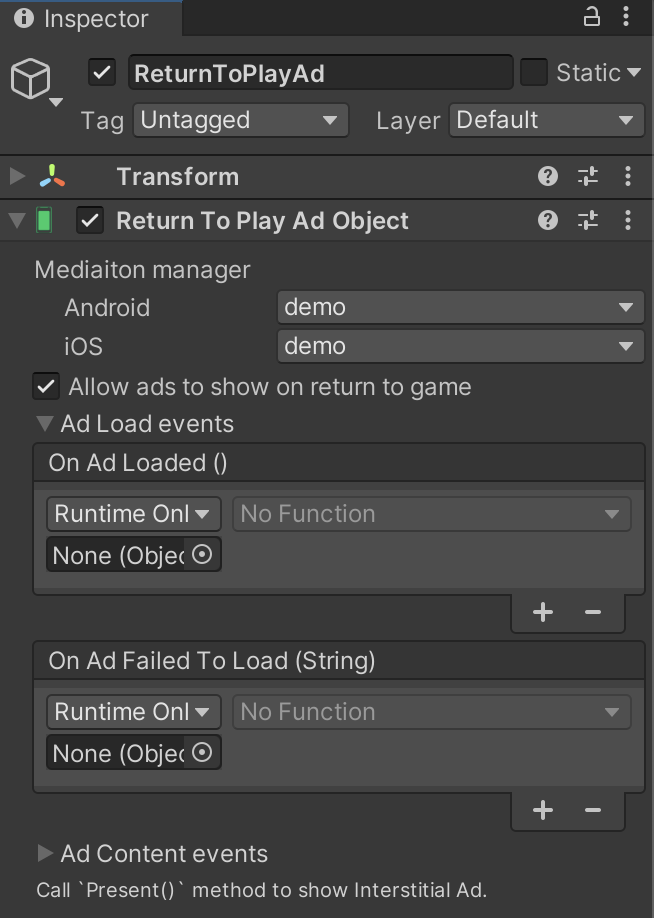 Inspector
ReturnToPlayAd
Static
Tag Untagged Layer Default
Transform
Return To Play Ad Object
Mediaiton manager
Android demo
iOS demo
Allow ads to show on return to game
Ad Load events
On Ad Loaded ()
Runtime Onl No Function
None (Objec
On Ad Failed To Load (String)
Runtime Onl No Function
None (Objec
Ad Content events
Call `Present()` method to show Interstitial Ad.